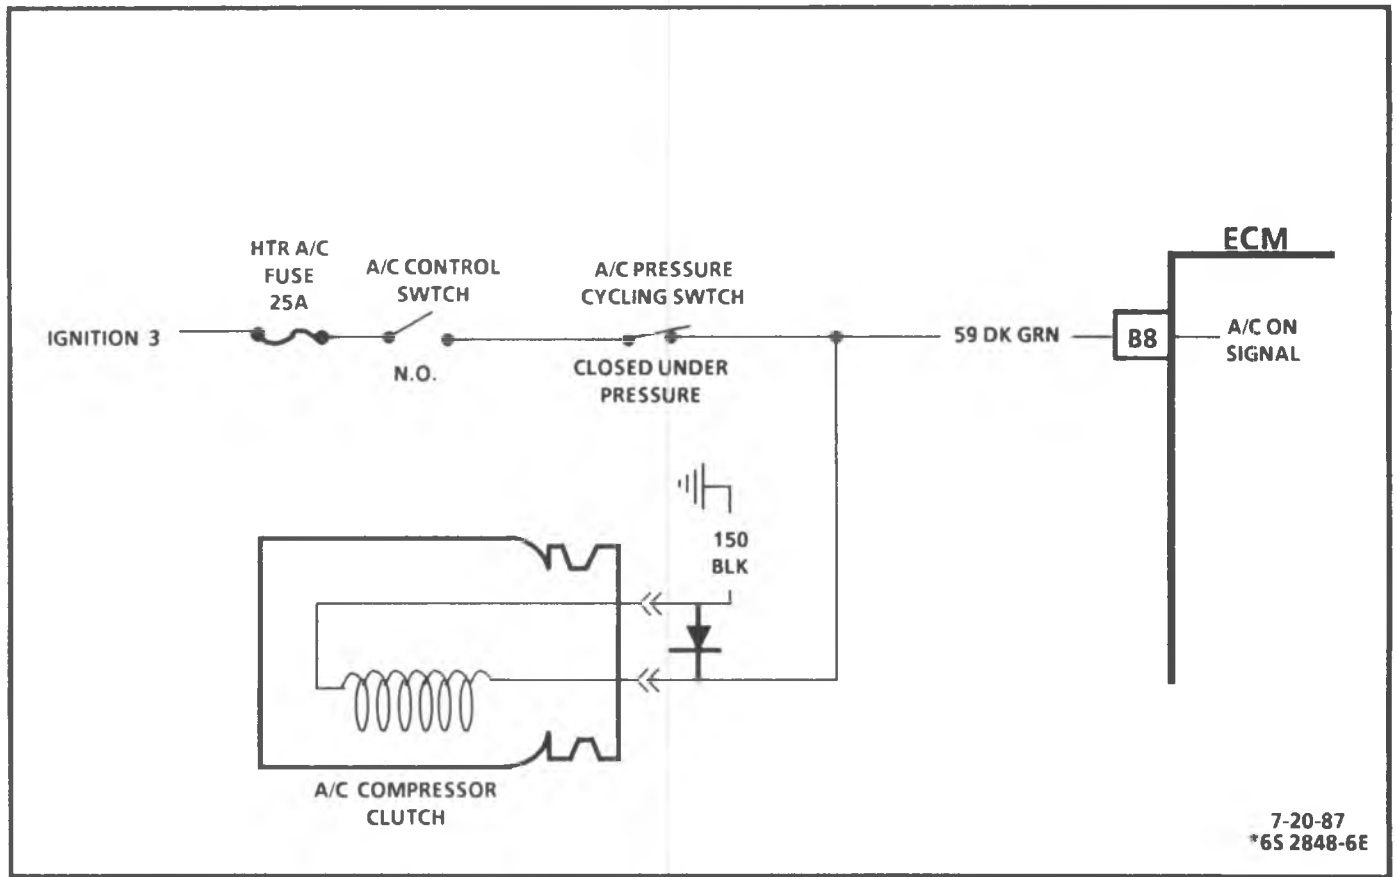 HTR A/C
FUSE
25A
A/C CONTROL
SWTCH
A/C PRESSURE
CYCLING SWTCH
ECM
IGNITION 3
N.O.
CLOSED UNDER
PRESSURE
59 DK GRN
B8
A/C ON
SIGNAL
150
BLK
A/C COMPRESSOR
CLUTCH
7-20-87
*6S 2848-6E